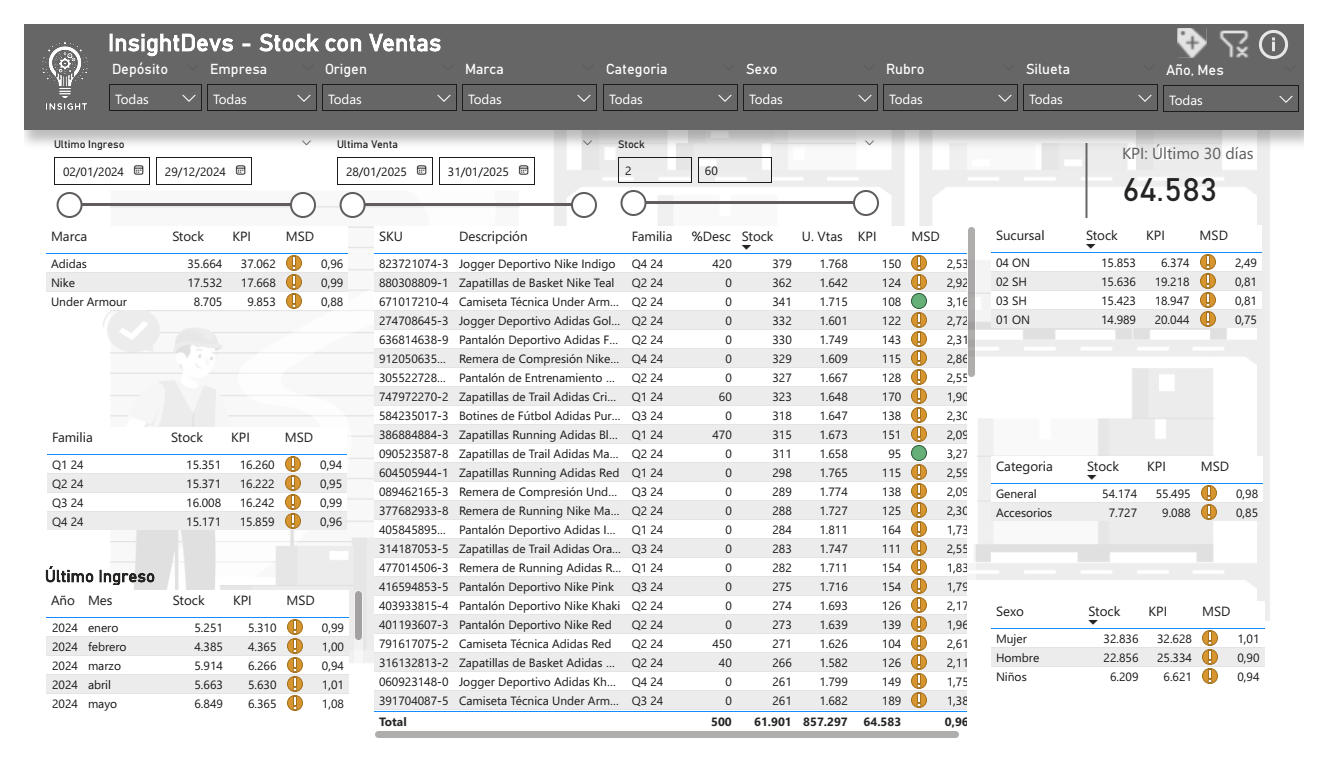 InsightDevs - Stock con Ventas
INSIGHT
Depósito Empresa Origen Marca Categoria Sexo Rubro Silueta Año, Mes
Todas Todas Todas Todas Todas Todas Todas Todas Todas
Ultimo Ingreso
02/01/2024 29/12/2024
Ultima Venta
28/01/2025 31/01/2025
Stock
2 60
KPI: Último 30 días
64.583
Marca Stock KPI MSD
Adidas 35.664 37.062 0,96
Nike 17.532 17.668 0,99
Under Armour 8.705 9.853 0,88
Familia Stock KPI MSD
Q1 24 15.351 16.260 0,94
Q2 24 15.371 16.222 0,95
Q3 24 16.008 16.242 0,99
Q4 24 15.171 15.859 0,96
Último Ingreso
Año Mes Stock KPI MSD
2024 enero 5.251 5.310 0,99
2024 febrero 4.385 4.365 1,00
2024 marzo 5.914 6.266 0,94
2024 abril 5.663 5.630 1,01
2024 mayo 6.849 6.365 1,08
SKU Descripción Familia %Desc Stock U. Vtas KPI MSD
823721074-3 Jogger Deportivo Nike Indigo Q4 24 420 379 1.768 150 2,53
880308809-1 Zapatillas de Basket Nike Teal Q2 24 0 362 1.642 124 2,92
671017210-4 Camiseta Técnica Under Arm... Q2 24 0 341 1.715 108 3,16
274708645-3 Jogger Deportivo Adidas Gol... Q2 24 0 332 1.601 122 2,72
636814638-9 Pantalón Deportivo Adidas F... Q2 24 0 330 1.749 143 2,31
912050635... Remera de Compresión Nike... Q4 24 0 329 1.609 115 2,86
305522728... Pantalón de Entrenamiento ... Q2 24 0 327 1.667 128 2,55
747972270-2 Zapatillas de Trail Adidas Cri... Q1 24 60 323 1.648 170 1,90
584235017-3 Botines de Fútbol Adidas Pur... Q3 24 0 318 1.647 138 2,30
386884884-3 Zapatillas Running Adidas Bl... Q1 24 470 315 1.673 151 2,09
090523587-8 Zapatillas de Trail Adidas Ma... Q2 24 0 311 1.658 95 3,27
604505944-1 Zapatillas Running Adidas Red Q1 24 0 298 1.765 115 2,59
089462165-3 Remera de Compresión Und... Q3 24 0 289 1.774 138 2,09
377682933-8 Remera de Running Nike Ma... Q2 24 0 288 1.727 125 2,30
405845895... Pantalón Deportivo Adidas I... Q1 24 0 284 1.811 164 1,73
314187053-5 Zapatillas de Trail Adidas Ora... Q3 24 0 283 1.747 111 2,55
477014506-3 Remera de Running Adidas R... Q1 24 0 282 1.711 154 1,83
416594853-5 Pantalón Deportivo Nike Pink Q3 24 0 275 1.716 154 1,79
403933815-4 Pantalón Deportivo Nike Khaki Q2 24 0 274 1.693 126 2,17
401193607-3 Pantalón Deportivo Nike Red Q2 24 0 273 1.639 139 1,96
791617075-2 Camiseta Técnica Adidas Red Q2 24 450 271 1.626 104 2,61
316132813-2 Zapatillas de Basket Adidas ... Q2 24 40 266 1.582 126 2,11
060923148-0 Jogger Deportivo Adidas Kh... Q4 24 0 261 1.799 149 1,75
391704087-5 Camiseta Técnica Under Arm... Q3 24 0 261 1.682 189 1,38
Total 500 61.901 857.297 64.583 0,96
Sucursal Stock KPI MSD
04 ON 15.853 6.374 2,49
02 SH 15.636 19.218 0,81
03 SH 15.423 18.947 0,81
01 ON 14.989 20.044 0,75
Categoria Stock KPI MSD
General 54.174 55.495 0,98
Accesorios 7.727 9.088 0,85
Sexo Stock KPI MSD
Mujer 32.836 32.628 1,01
Hombre 22.856 25.334 0,90
Niños 6.209 6.621 0,94